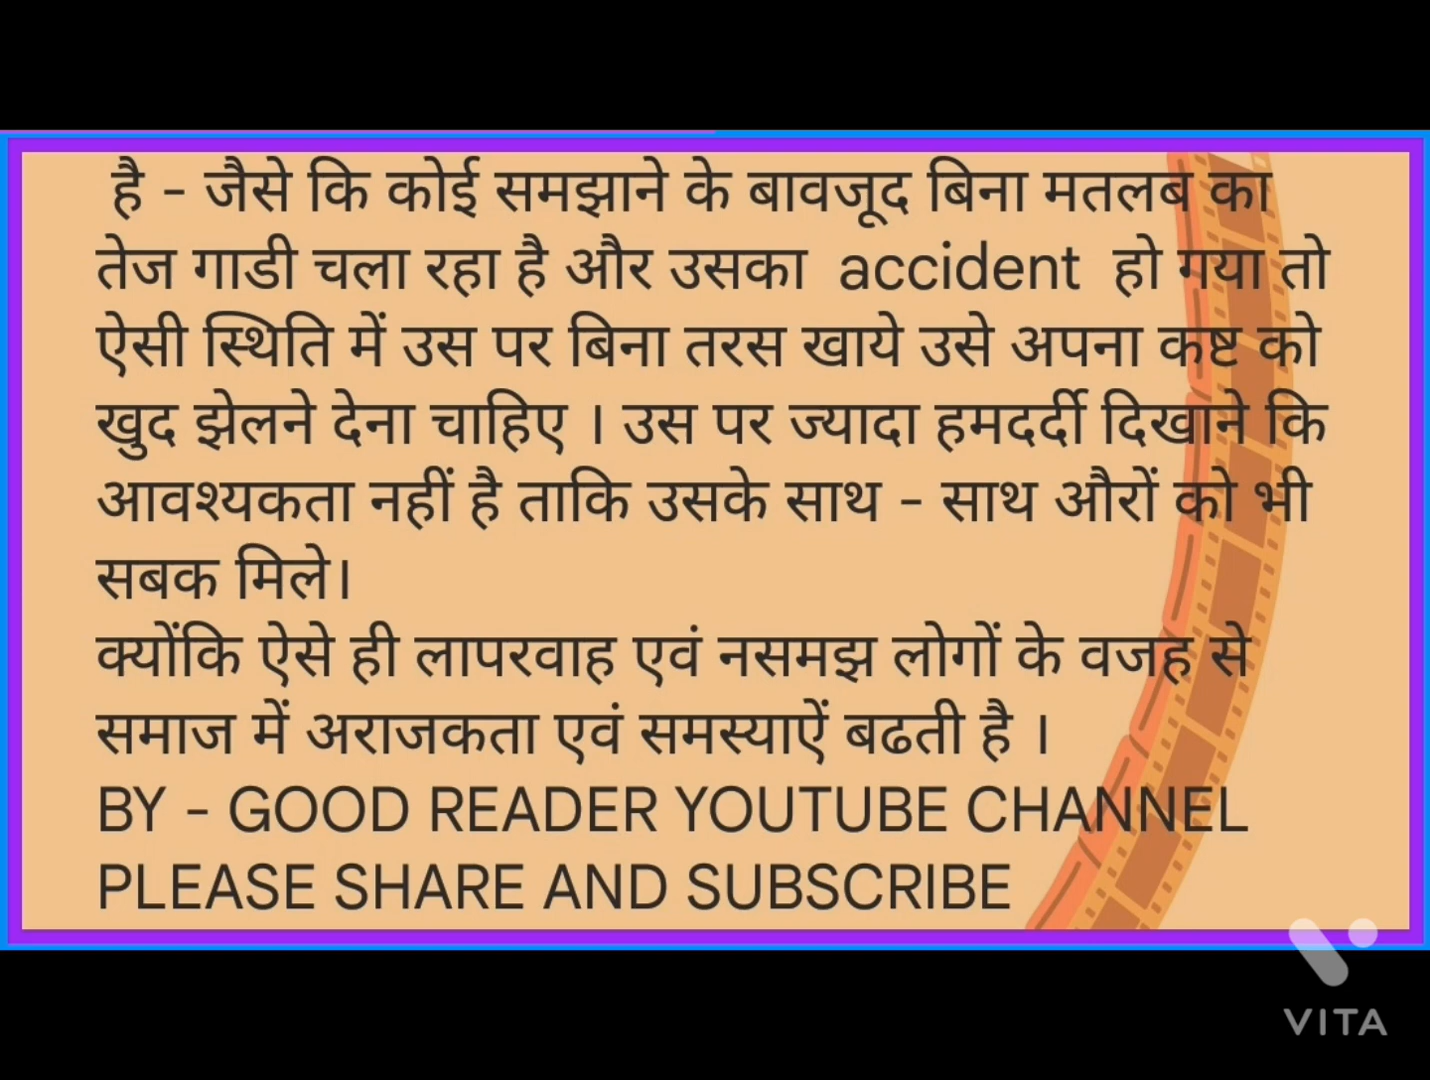 है - जैसे कि कोई समझाने के बावजूद बिना मतलब का
तेज गाडी चला रहा है और उसका accident हो गया तो
ऐसी स्थिति में उस पर बिना तरस खाये उसे अपना कष्ट को
खुद झेलने देना चाहिए । उस पर ज्यादा हमदर्दी दिखाने कि
आवश्यकता नहीं है ताकि उसके साथ - साथ औरों को भी
सबक मिले।
क्योंकि ऐसे ही लापरवाह एवं नसमझ लोगों के वजह से
समाज में अराजकता एवं समस्याऐं बढती है ।
BY - GOOD READER YOUTUBE CHANNEL
PLEASE SHARE AND SUBSCRIBE
VITA